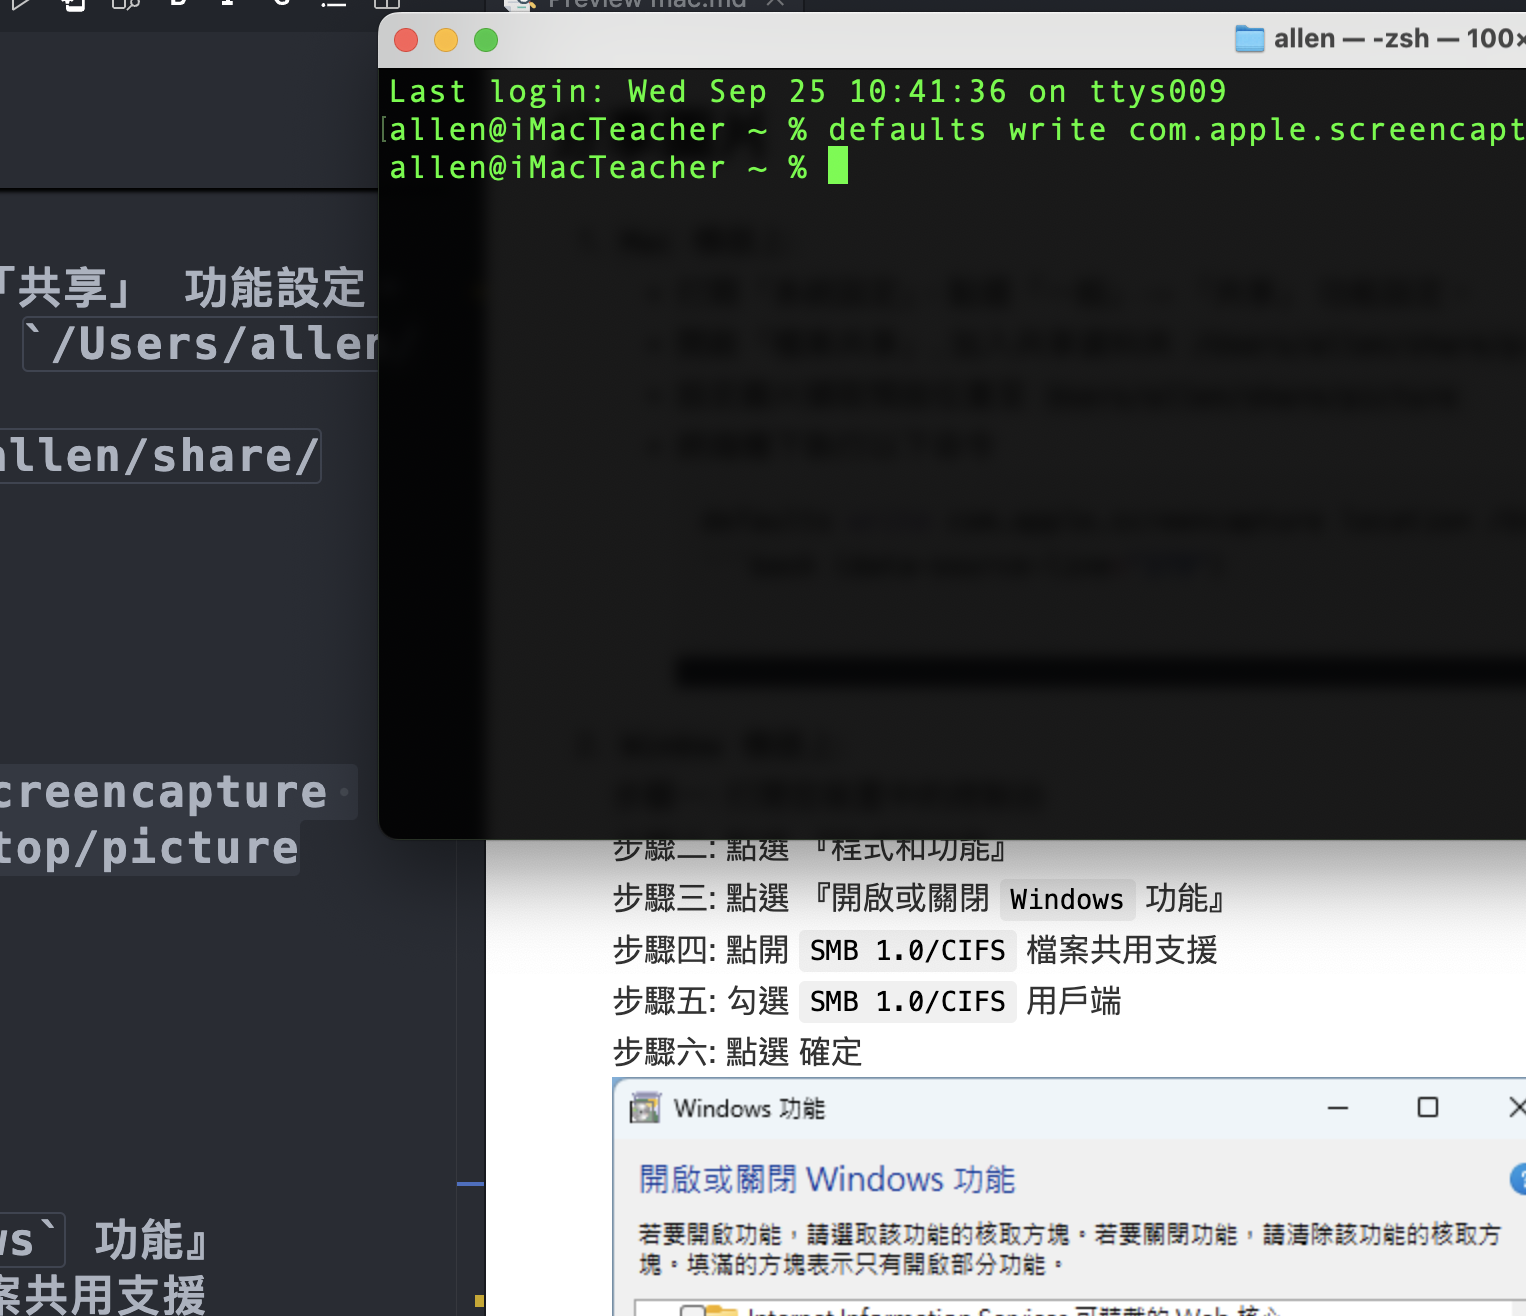 Preview mac.md
allen — -zsh — 100×
Last login: Wed Sep 25 10:41:36 on ttys009
allen@iMacTeacher ~ % defaults write com.apple.screencapt
allen@iMacTeacher ~ %
「共享」 功能設定
`/Users/allen
allen/share/
creencapture
top/picture
ws` 功能』
案共用支援
步驟二: 點選 『程式和功能』
步驟三: 點選 『開啟或關閉 Windows 功能』
步驟四: 點開 SMB 1.0/CIFS 檔案共用支援
步驟五: 勾選 SMB 1.0/CIFS 用戶端
步驟六: 點選 確定
Windows 功能
開啟或關閉 Windows 功能
若要開啟功能，請選取該功能的核取方塊。若要關閉功能，請清除該功能的核取方
塊。填滿的方塊表示只有開啟部分功能。
Internet Information Services 可裝載的 Web 核心